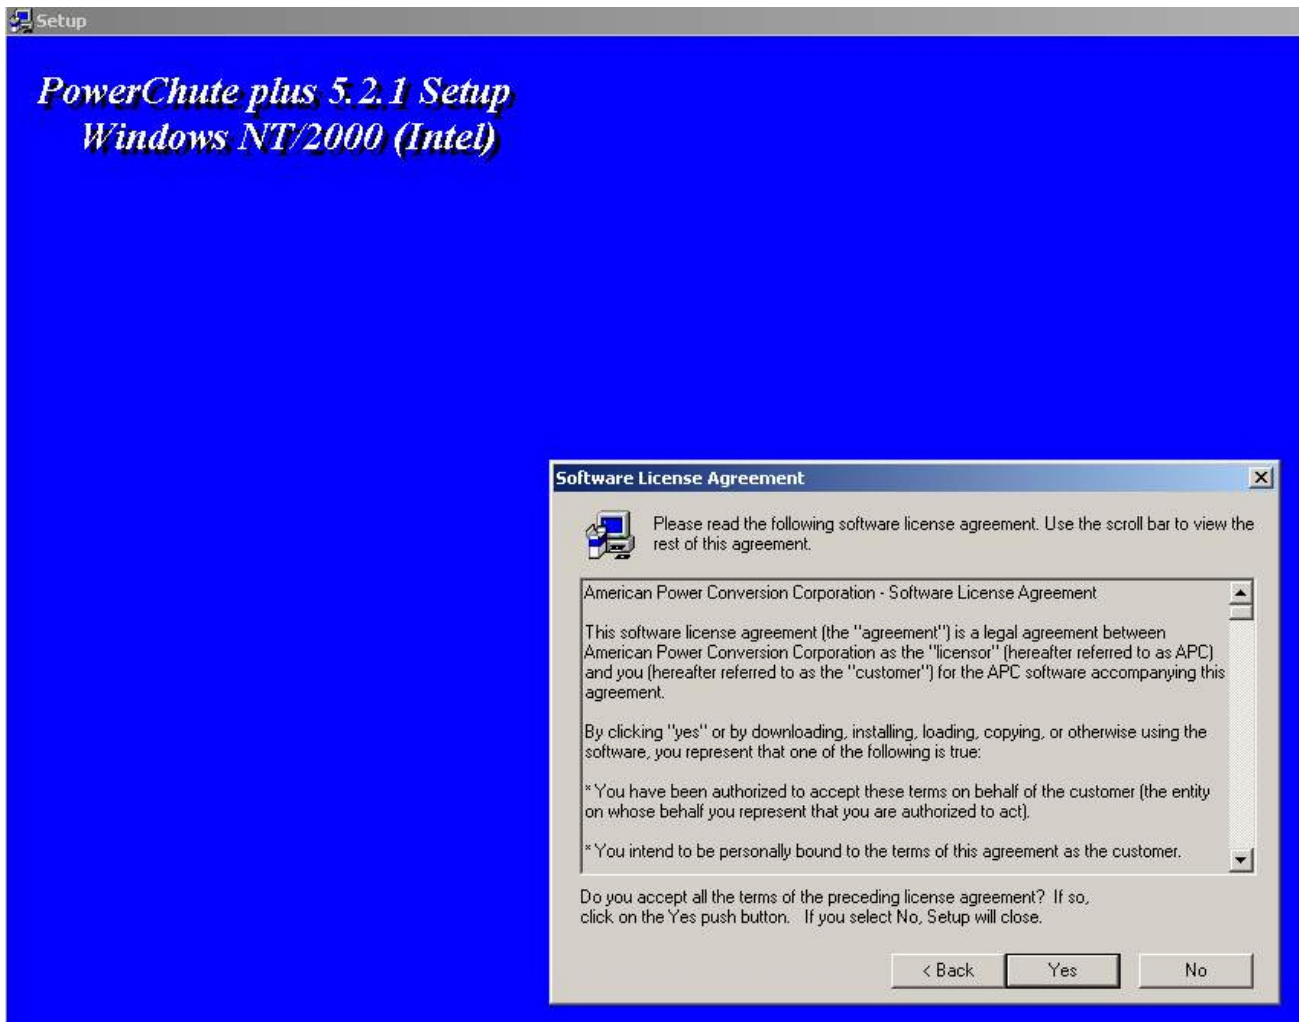 Setup
PowerChute plus 5.2.1 Setup
Windows NT/2000 (Intel)
Software License Agreement
Please read the following software license agreement. Use the scroll bar to view the
rest of this agreement.
American Power Conversion Corporation - Software License Agreement
This software license agreement (the "agreement") is a legal agreement between
American Power Conversion Corporation as the "licensor" (hereafter referred to as APC)
and you (hereafter referred to as the "customer") for the APC software accompanying this
agreement.
By clicking "yes" or by downloading, installing, loading, copying, or otherwise using the
software, you represent that one of the following is true:
* You have been authorized to accept these terms on behalf of the customer (the entity
on whose behalf you represent that you are authorized to act).
* You intend to be personally bound to the terms of this agreement as the customer.
Do you accept all the terms of the preceding license agreement? If so,
click on the Yes push button. If you select No, Setup will close.
< Back
Yes
No